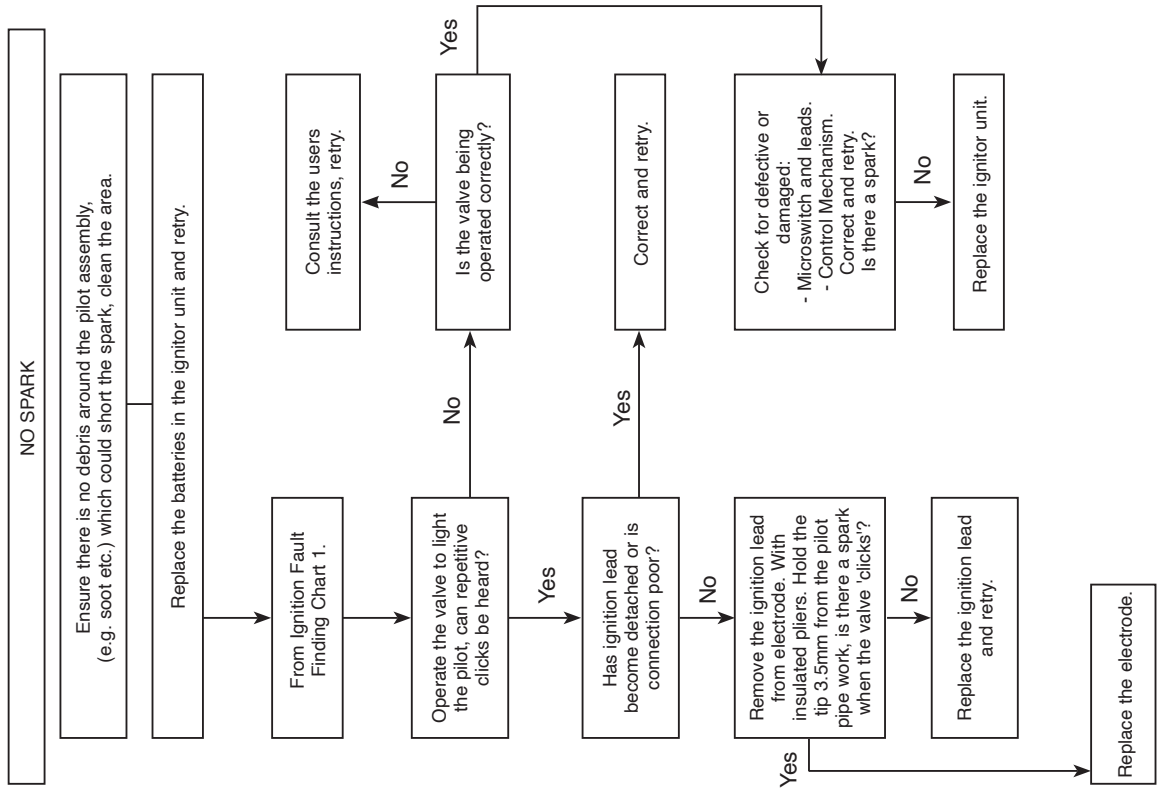 NO SPARK
Ensure there is no debris around the pilot assembly,
(e.g. soot etc.) which could short the spark, clean the area.
Replace the batteries in the ignitor unit and retry.
From Ignition Fault
Finding Chart 1.
Operate the valve to light
the pilot, can repetitive
clicks be heard?
No
Is the valve being
operated correctly?
No
Consult the users
instructions, retry.
Yes
Yes
Has ignition lead
become detached or is
connection poor?
Yes
Correct and retry.
No
Remove the ignition lead
from electrode. With
insulated pliers. Hold the
tip 3.5mm from the pilot
pipe work, is there a spark
when the valve 'clicks'?
Check for defective or
damaged:
- Microswitch and leads.
- Control Mechanism.
Correct and retry.
Is there a spark?
No
Replace the ignitor unit.
No
Replace the ignition lead
and retry.
Yes
Replace the electrode.